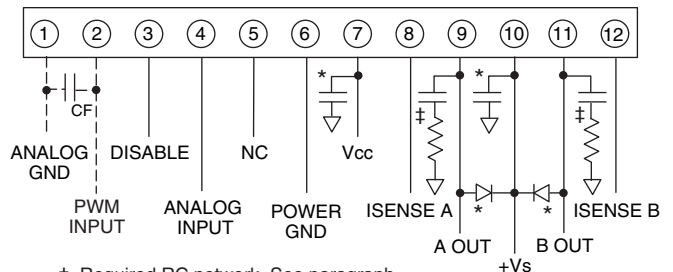 1 2 3 4 5 6 7 8 9 10 11 12
* ‡ * ‡
CF
ANALOG GND
DISABLE
NC
Vcc
PWM INPUT
ANALOG INPUT
POWER GND
ISENSE A
* *
ISENSE B
A OUT
+Vs
B OUT
‡ Required RC network. See paragraph